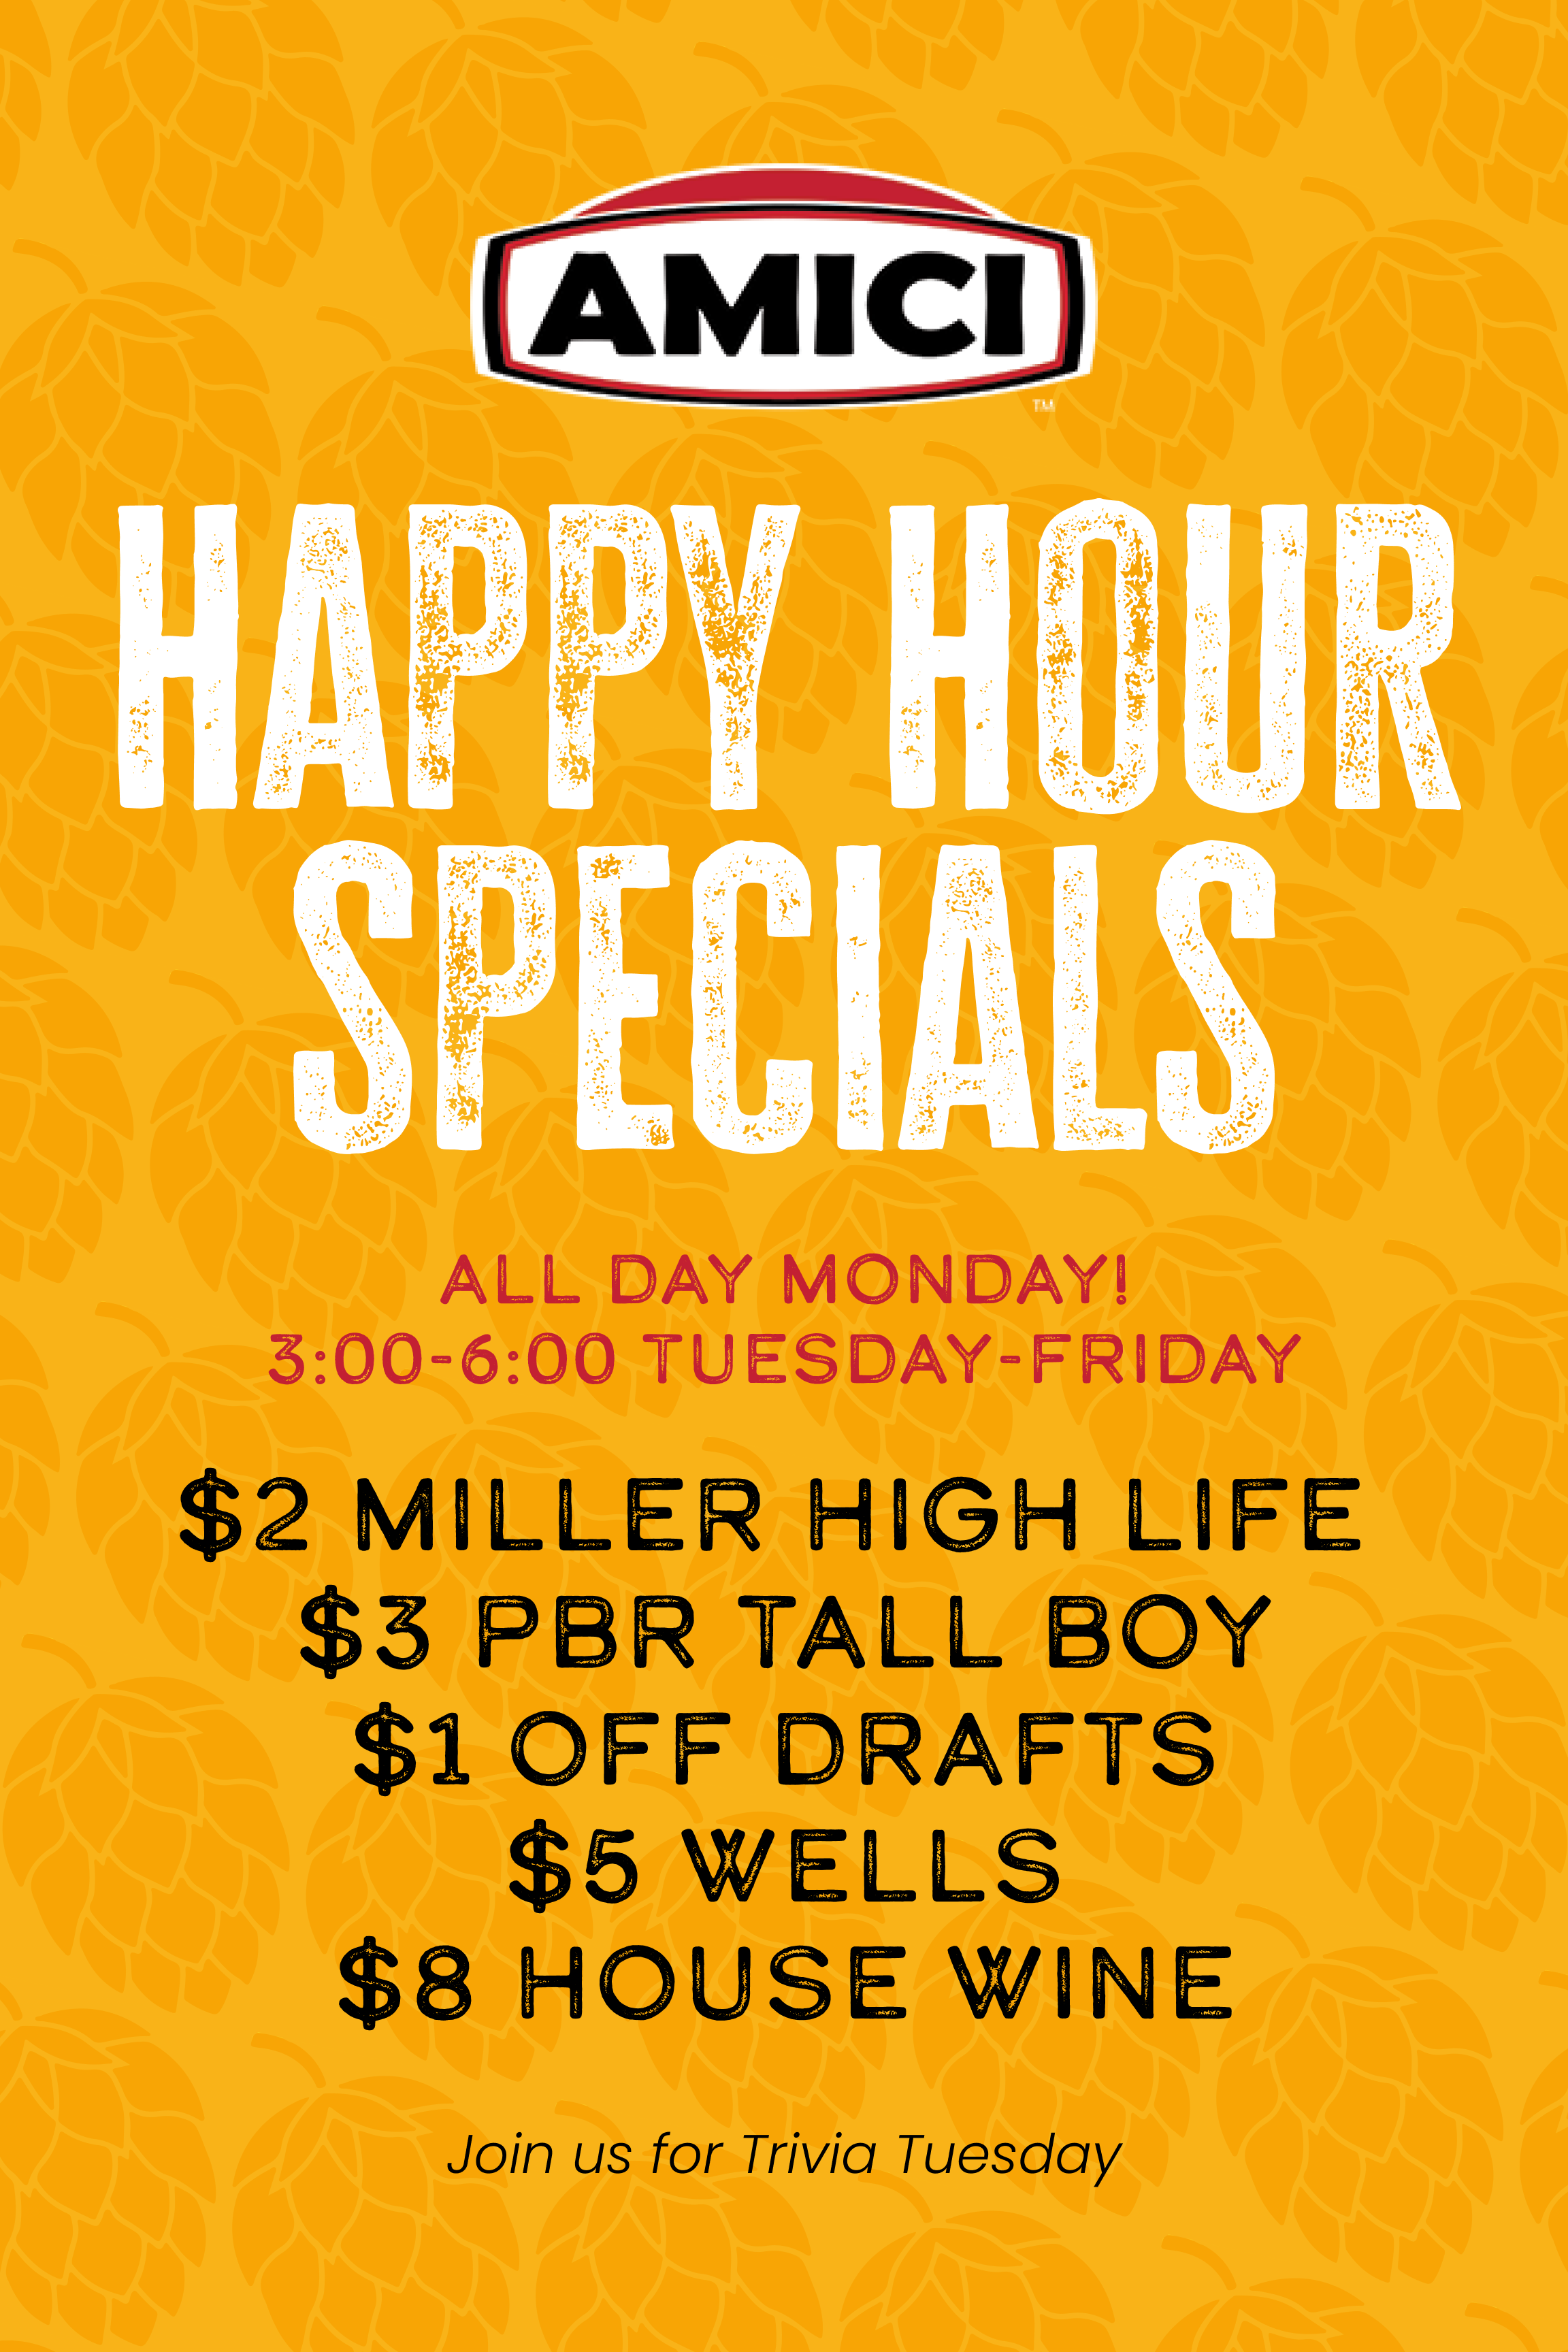 AMICI
TM
HAPPY HOUR
SPECIALS
ALL DAY MONDAY!
3:00-6:00 TUESDAY-FRIDAY
$2 MILLER HIGH LIFE
$3 PBR TALL BOY
$1 OFF DRAFTS
$5 WELLS
$8 HOUSE WINE
Join us for Trivia Tuesday